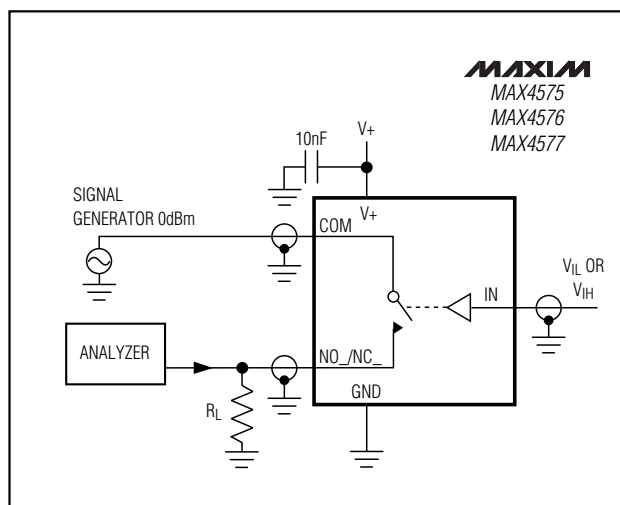 MAXIM
MAX4575
MAX4576
MAX4577
10nF
V+
SIGNAL
GENERATOR 0dBm
V+
COM
VIL OR
VIH
IN
ANALYZER
NO_/NC_
GND
RL